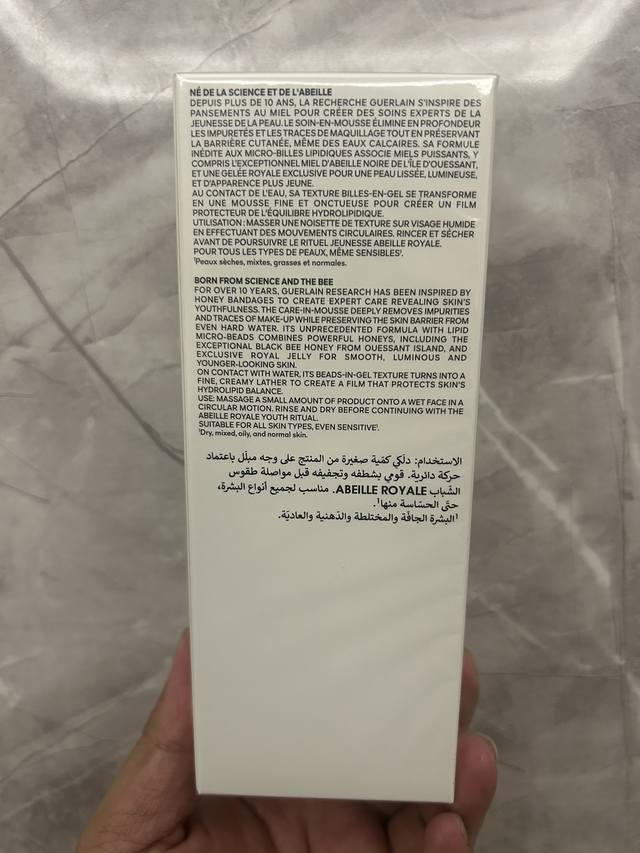 NÉ DE LA SCIENCE ET DE L'ABEILLE
DEPUIS PLUS DE 10 ANS, LA RECHERCHE GUERLAIN S'INSPIRE DES
PANSEMENTS AU MIEL POUR CRÉER DES SOINS EXPERTS DE LA
JEUNESSE DE LA PEAU. LE SOIN-EN-MOUSSE ÉLIMINE EN PROFONDEUR
LES IMPURETÉS ET LES TRACES DE MAQUILLAGE TOUT EN PRÉSERVANT
LA BARRIÈRE CUTANÉE, MÊME DES EAUX CALCAIRES. SA FORMULE
INÉDITE AUX MICRO-BILLES LIPIDIQUES ASSOCIE MIELS PUISSANTS, Y
COMPRIS L'EXCEPTIONNEL MIEL D'ABEILLE NOIRE DE L'ÎLE D'OUESSANT,
ET UNE GELÉE ROYALE EXCLUSIVE POUR UNE PEAU LISSÉE, LUMINEUSE,
ET D'APPARENCE PLUS JEUNE.
AU CONTACT DE L'EAU, SA TEXTURE BILLES-EN-GEL SE TRANSFORME
EN UNE MOUSSE FINE ET ONCTUEUSE POUR CRÉER UN FILM
PROTECTEUR DE L'ÉQUILIBRE HYDROLIPIDIQUE.
UTILISATION : MASSER UNE NOISETTE DE TEXTURE SUR VISAGE HUMIDE
EN EFFECTUANT DES MOUVEMENTS CIRCULAIRES. RINCER ET SÉCHER
AVANT DE POURSUIVRE LE RITUEL JEUNESSE ABEILLE ROYALE.
POUR TOUS LES TYPES DE PEAUX, MÊME SENSIBLES¹.
¹Peaux sèches, mixtes, grasses et normales.
BORN FROM SCIENCE AND THE BEE
FOR OVER 10 YEARS, GUERLAIN RESEARCH HAS BEEN INSPIRED BY
HONEY BANDAGES TO CREATE EXPERT CARE REVEALING SKIN'S
YOUTHFULNESS. THE CARE-IN-MOUSSE DEEPLY REMOVES IMPURITIES
AND TRACES OF MAKE-UP WHILE PRESERVING THE SKIN BARRIER FROM
EVEN HARD WATER. ITS UNPRECEDENTED FORMULA WITH LIPID
MICRO-BEADS COMBINES POWERFUL HONEYS, INCLUDING THE
EXCEPTIONAL BLACK BEE HONEY FROM OUESSANT ISLAND, AND
EXCLUSIVE ROYAL JELLY FOR SMOOTH, LUMINOUS AND
YOUNGER-LOOKING SKIN.
ON CONTACT WITH WATER, ITS BEADS-IN-GEL TEXTURE TURNS INTO A
FINE, CREAMY LATHER TO CREATE A FILM THAT PROTECTS SKIN'S
HYDROLIPID BALANCE.
USE: MASSAGE A SMALL AMOUNT OF PRODUCT ONTO A WET FACE IN A
CIRCULAR MOTION. RINSE AND DRY BEFORE CONTINUING WITH THE
ABEILLE ROYALE YOUTH RITUAL.
SUITABLE FOR ALL SKIN TYPES, EVEN SENSITIVE¹.
¹Dry, mixed, oily, and normal skin.
الاستخدام: دلّكي كمّية صغيرة من المنتج على وجه مبلّل باعتماد
حركة دائرية. قومي بشطفه وتجفيفه قبل مواصلة طقوس
الشّباب ABEILLE ROYALE. مناسب لجميع أنواع البشرة،
حتّى الحسّاسة منها¹.
¹البشرة الجافّة والمختلطة والدّهنية والعاديّة.